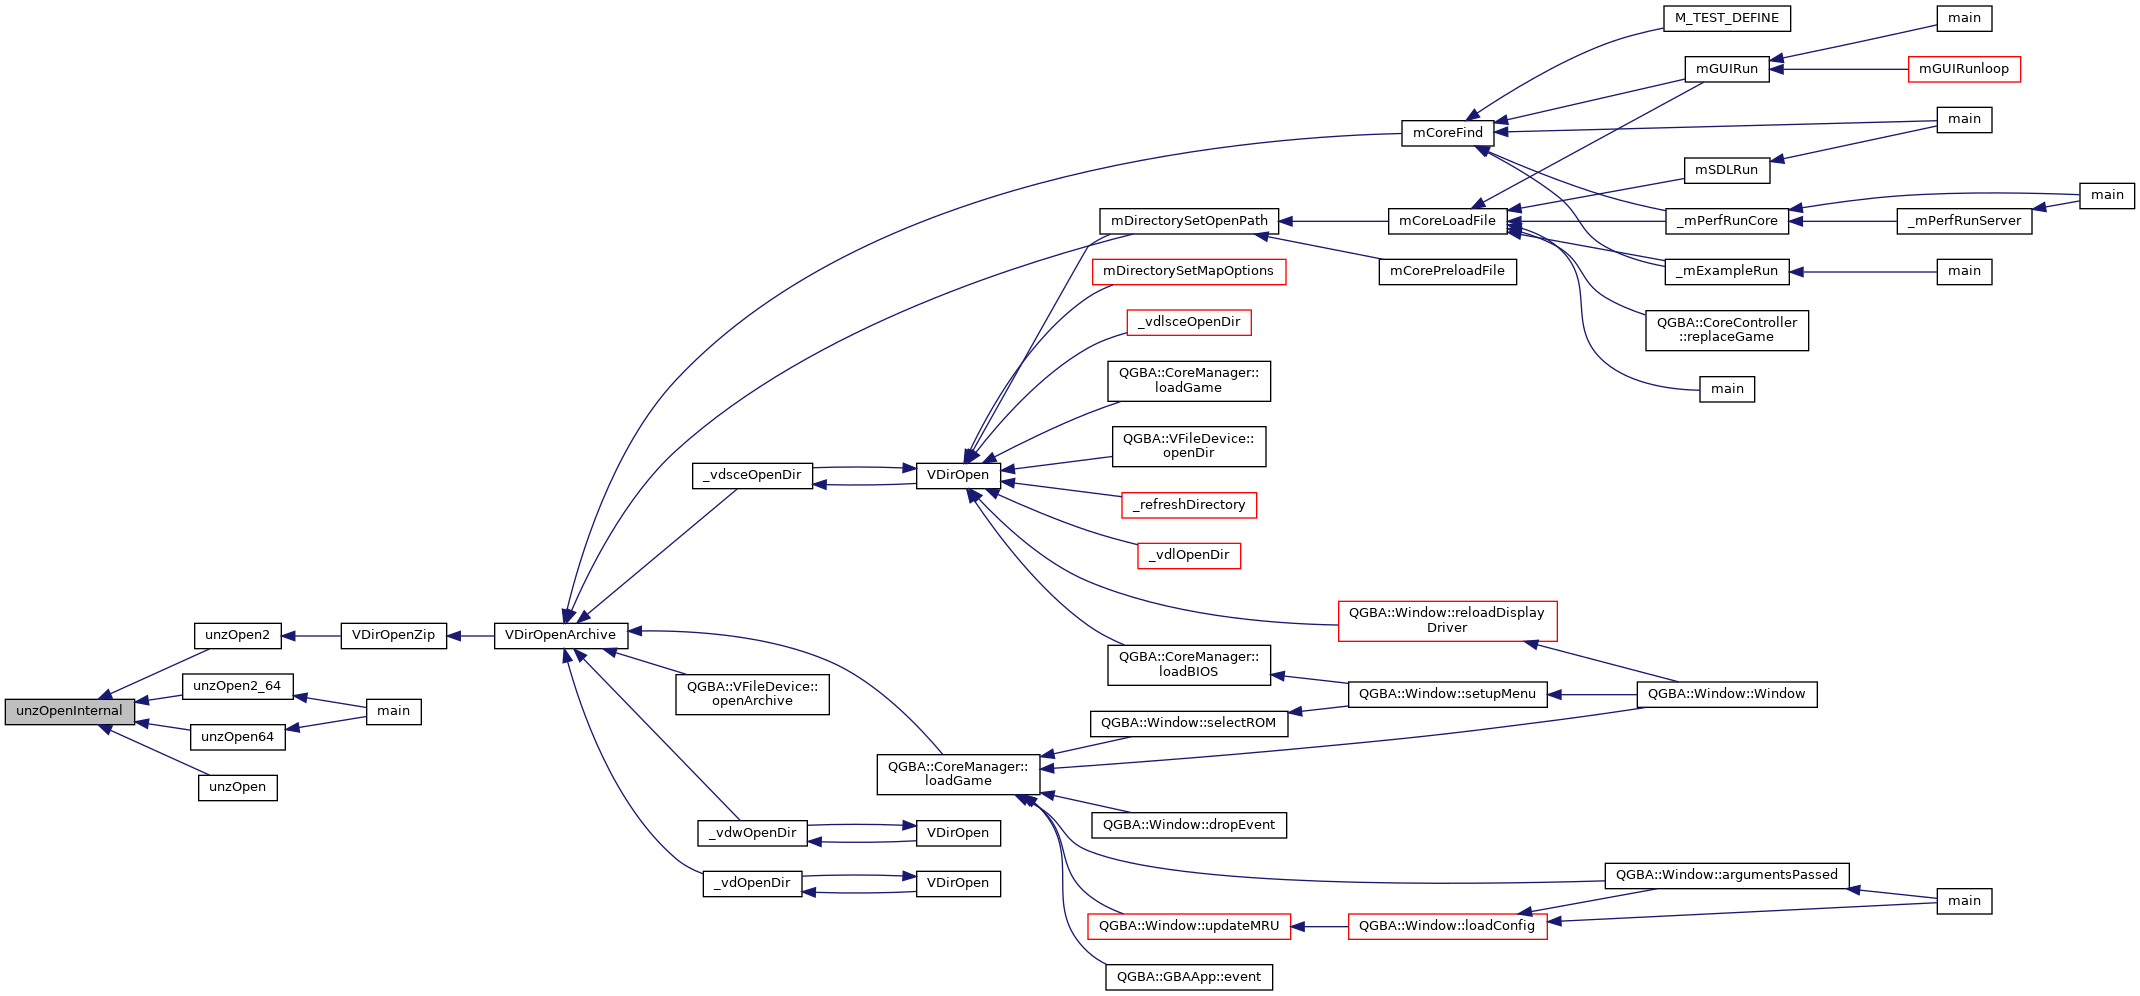 M_TEST_DEFINE
main
mGUIRun
mGUIRunloop
main
mCoreFind
mSDLRun
main
mDirectorySetOpenPath
mCoreLoadFile
_mPerfRunCore
_mPerfRunServer
mDirectorySetMapOptions
mCorePreloadFile
_mExampleRun
main
_vdlsceOpenDir
QGBA::CoreController
::replaceGame
QGBA::CoreManager::
loadGame
main
QGBA::VFileDevice::
openDir
_vdsceOpenDir
VDirOpen
_refreshDirectory
_vdlOpenDir
QGBA::Window::reloadDisplay
Driver
unzOpen2
VDirOpenZip
VDirOpenArchive
QGBA::CoreManager::
loadBIOS
unzOpen2_64
QGBA::VFileDevice::
openArchive
QGBA::Window::setupMenu
QGBA::Window::Window
unzOpenInternal
main
QGBA::Window::selectROM
unzOpen64
QGBA::CoreManager::
loadGame
unzOpen
QGBA::Window::dropEvent
_vdwOpenDir
VDirOpen
QGBA::Window::argumentsPassed
_vdOpenDir
VDirOpen
main
QGBA::Window::updateMRU
QGBA::Window::loadConfig
QGBA::GBAApp::event